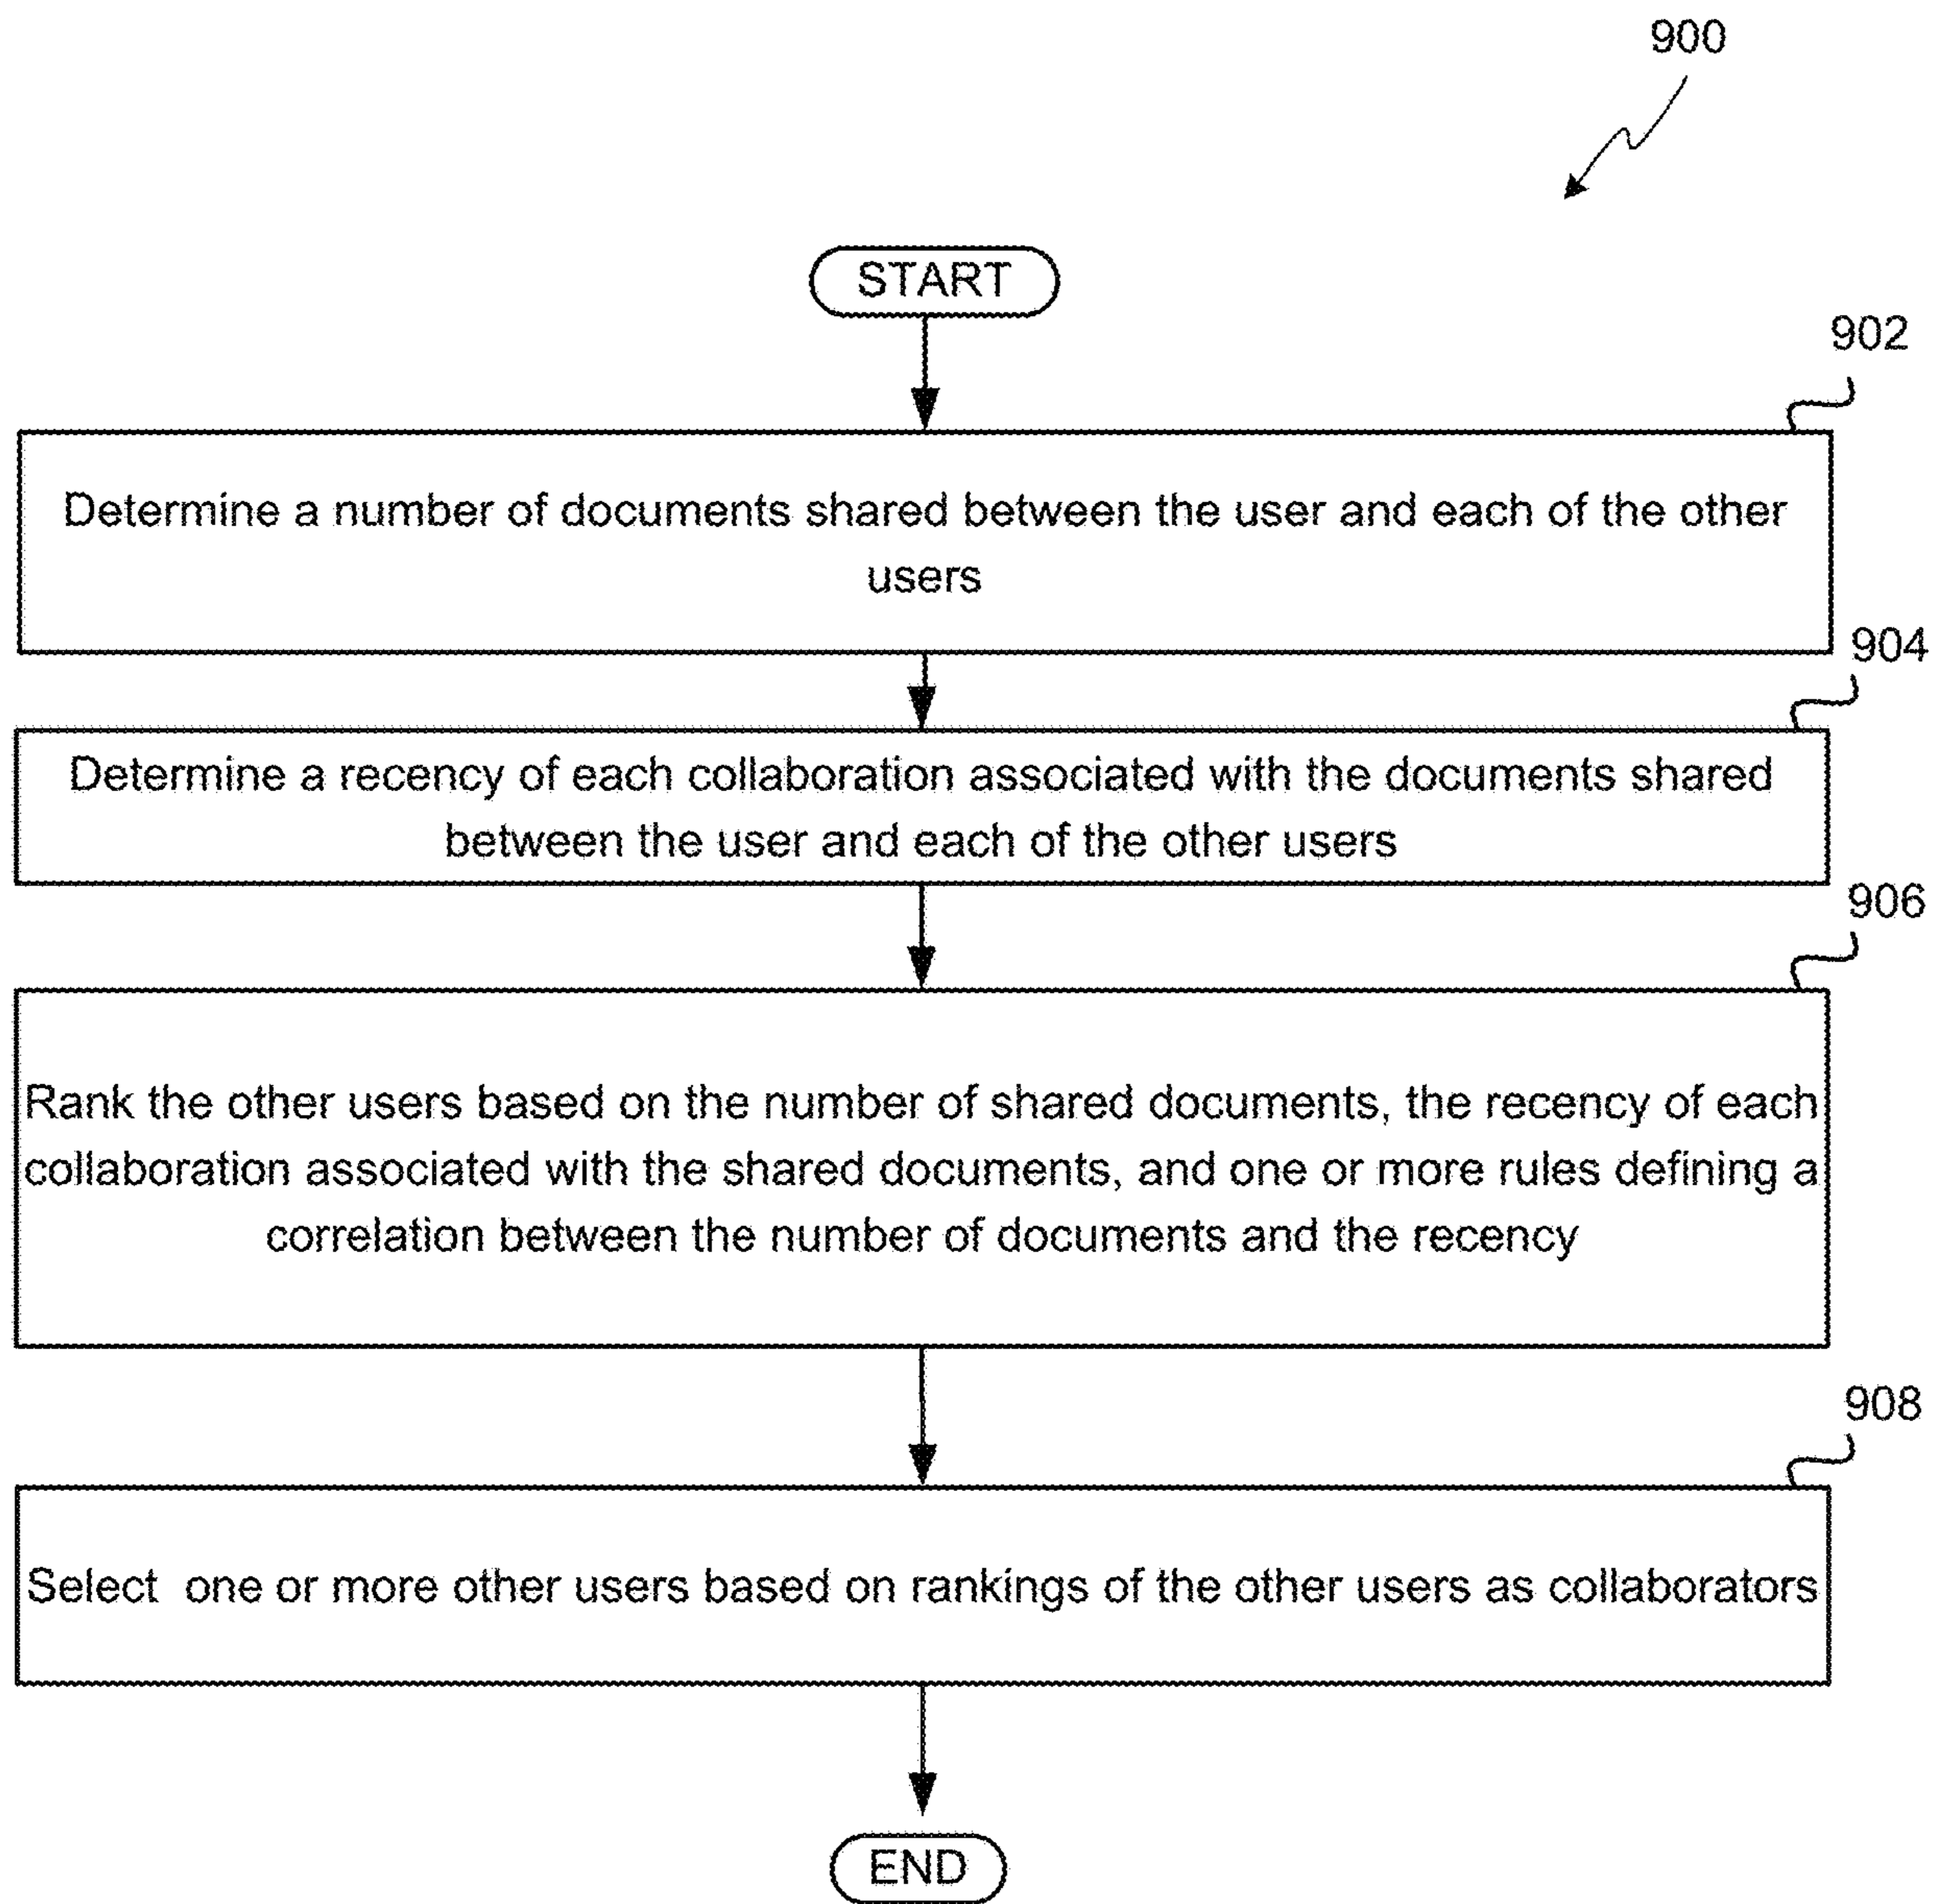 900
START
902
Determine a number of documents shared between the user and each of the other
users
904
Determine a recency of each collaboration associated with the documents shared
between the user and each of the other users
906
Rank the other users based on the number of shared documents, the recency of each
collaboration associated with the shared documents, and one or more rules defining a
correlation between the number of documents and the recency
908
Select one or more other users based on rankings of the other users as collaborators
END